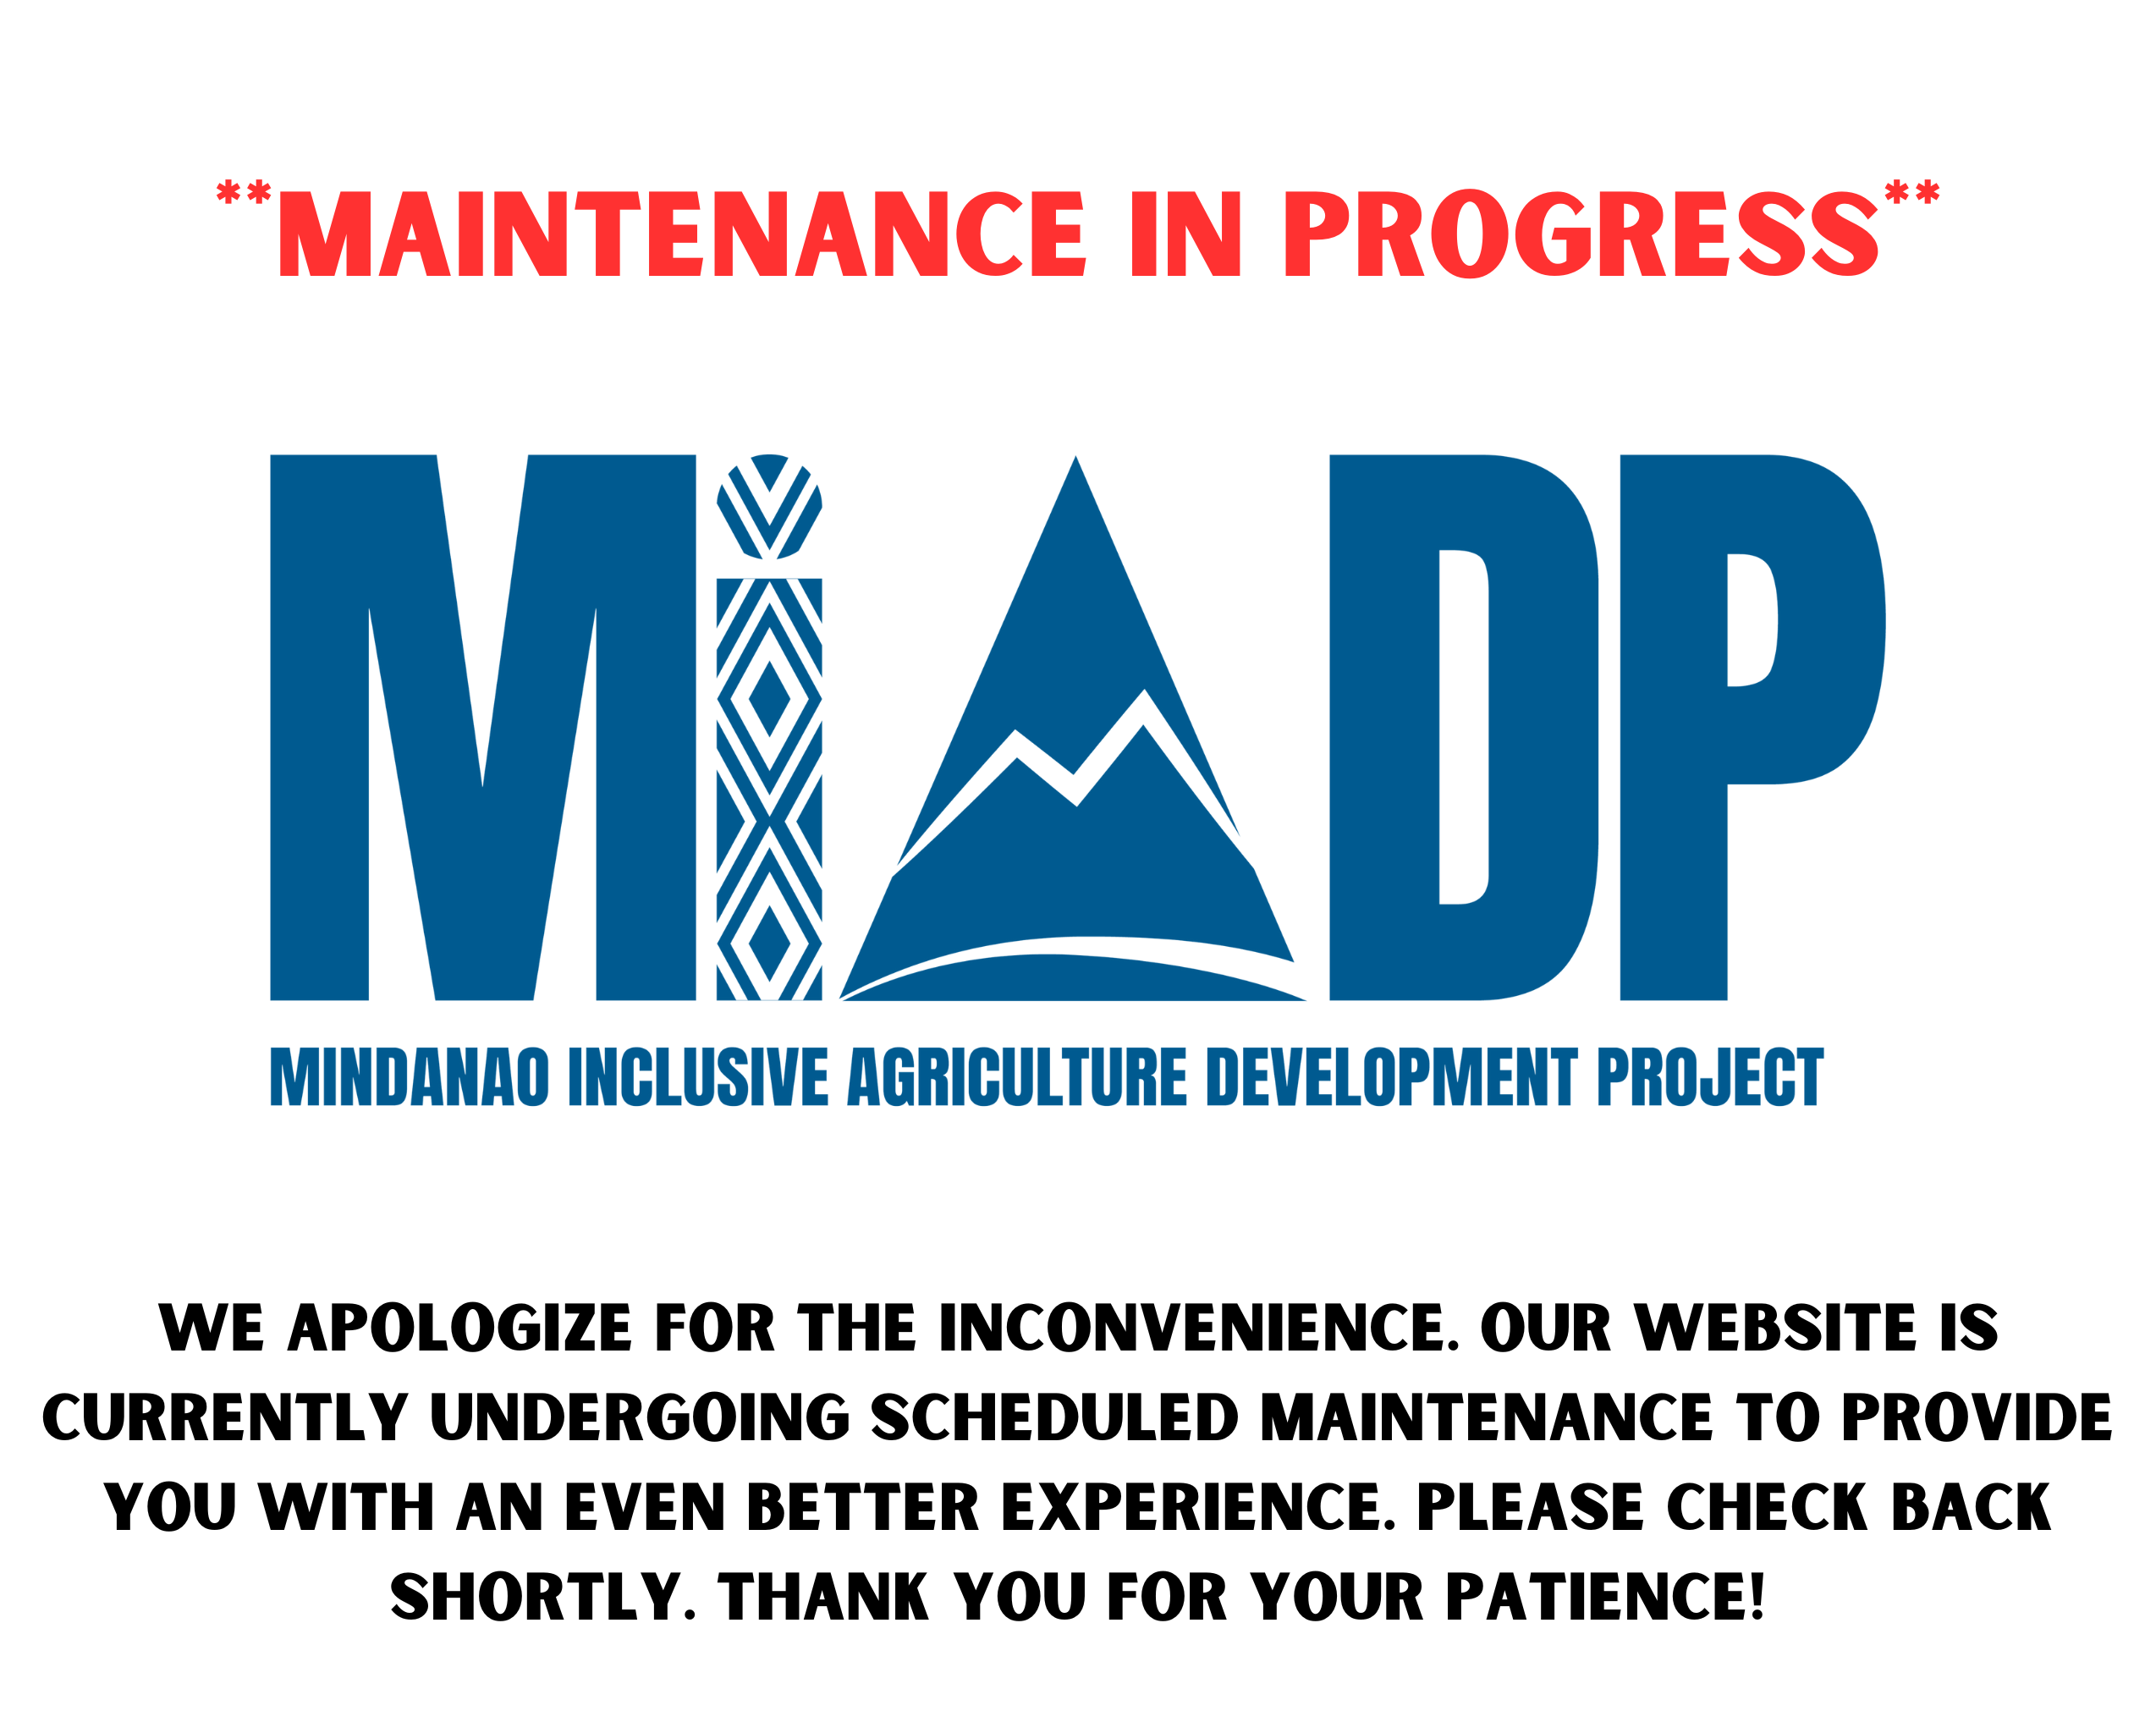 **MAINTENANCE IN PROGRESS**
MIADP
MINDANAO INCLUSIVE AGRICULTURE DEVELOPMENT PROJECT
WE APOLOGIZE FOR THE INCONVENIENCE. OUR WEBSITE IS
CURRENTLY UNDERGOING SCHEDULED MAINTENANCE TO PROVIDE
YOU WITH AN EVEN BETTER EXPERIENCE. PLEASE CHECK BACK
SHORTLY. THANK YOU FOR YOUR PATIENCE!